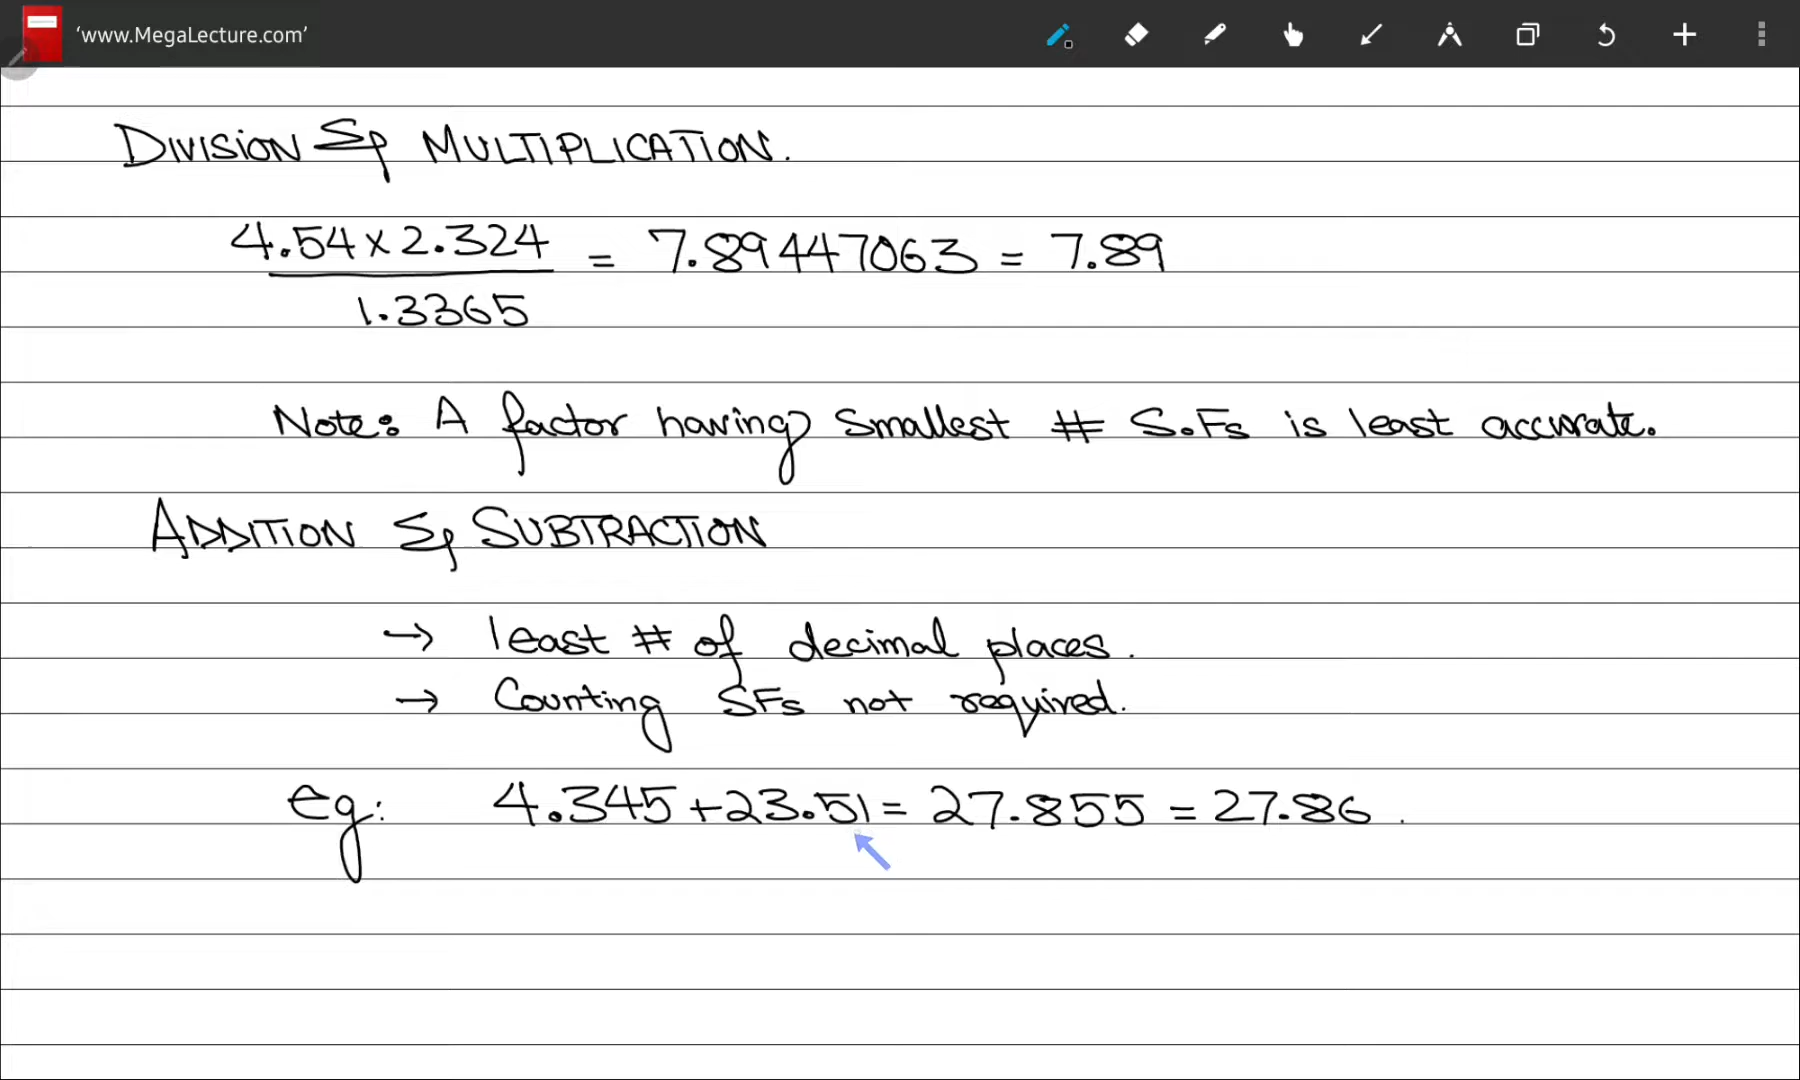 'www.MegaLecture.com'
DIVISION & MULTIPLICATION.
4.54 x 2.324
= 7.89447063 = 7.89
1.3365
Note: A factor having smallest # S.Fs is least accurate.
ADDITION & SUBTRACTION
→ least # of decimal places.
→ Counting SFs not required.
eg: 4.345 + 23.51 = 27.855 = 27.86.